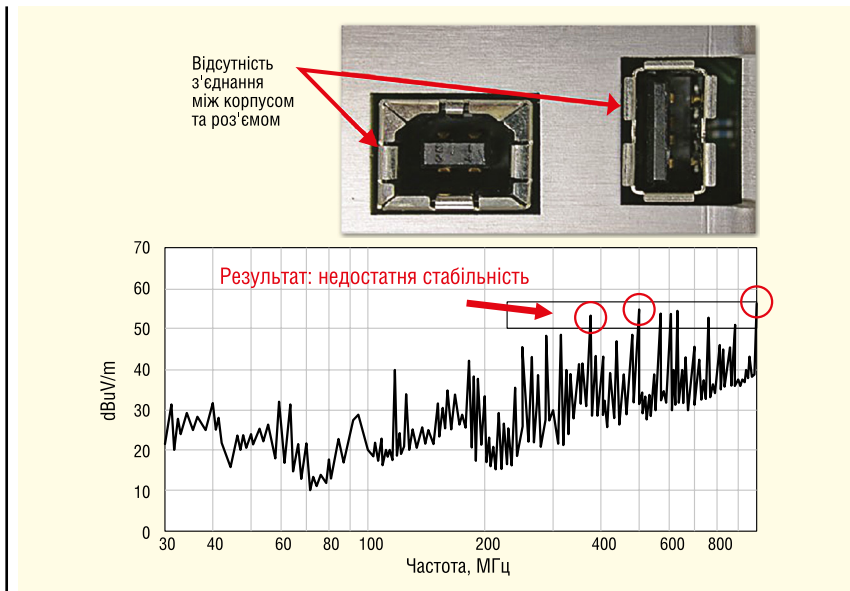 Відсутність
з'єднання
між корпусом
та роз'ємом
Результат: недостатня стабільність
dBuV/m
70
60
50
40
30
20
10
0
30 40 60 80 100 200 400 600 800
Частота, МГц